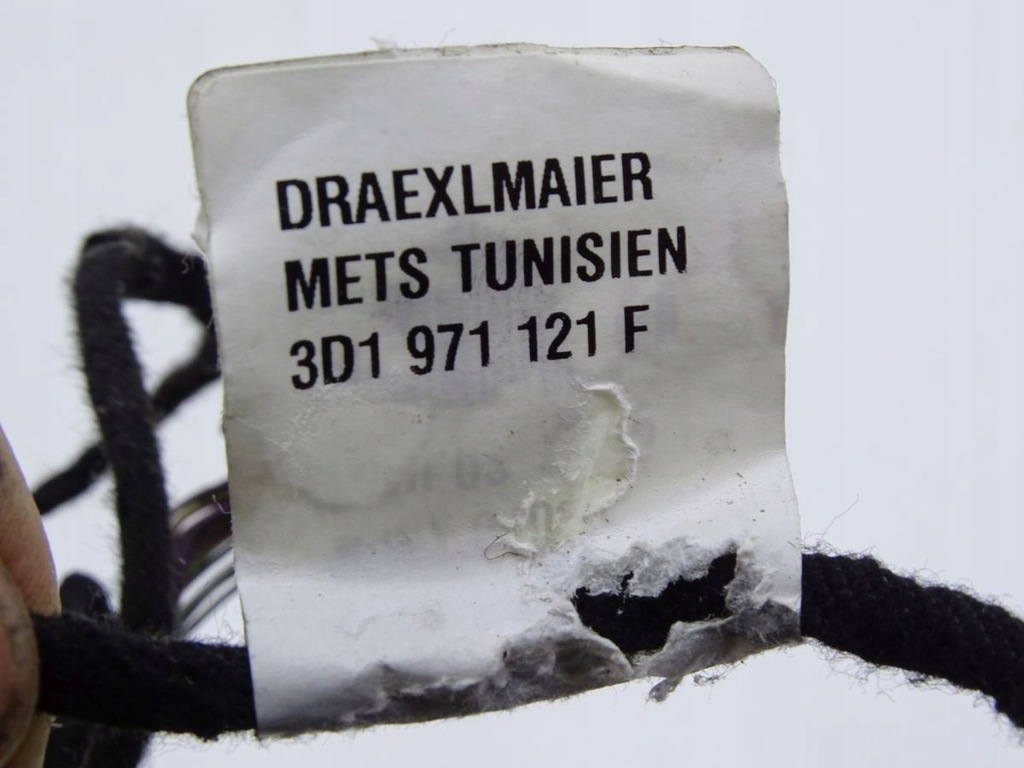 DRAEXLMAIER
METS TUNISIEN
3D1 971 121 F